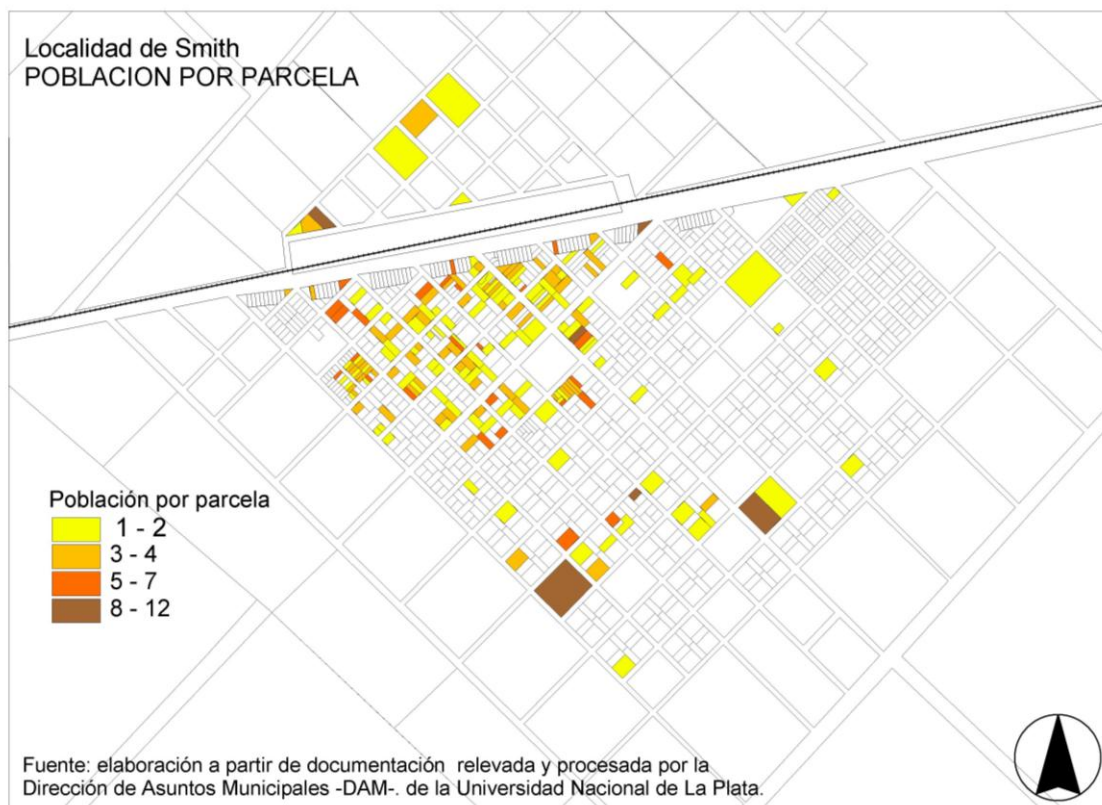 Localidad de Smith
POBLACION POR PARCELA
Población por parcela
1 - 2
3 - 4
5 - 7
8 - 12
Fuente: elaboración a partir de documentación relevada y procesada por la
Dirección de Asuntos Municipales -DAM-. de la Universidad Nacional de La Plata.